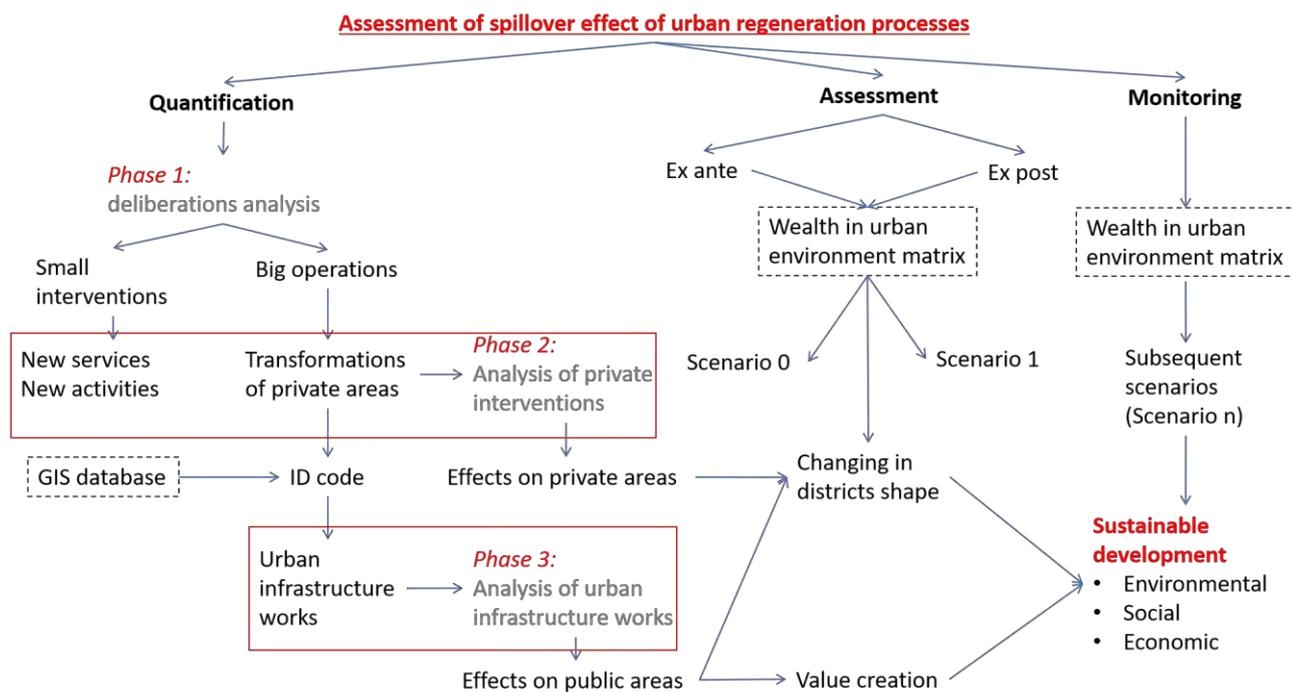 Assessment of spillover effect of urban regeneration processes
Quantification
Assessment
Monitoring
Phase 1:
deliberations analysis
Ex ante
Ex post
Small
interventions
Big operations
Wealth in urban
environment matrix
Wealth in urban
environment matrix
New services
New activities
Transformations
of private areas
Phase 2:
Analysis of private
interventions
Scenario 0
Scenario 1
Subsequent
scenarios
(Scenario n)
GIS database
ID code
Effects on private areas
Changing in
districts shape
Urban
infrastructure
works
Phase 3:
Analysis of urban
infrastructure works
Sustainable
development
• Environmental
• Social
• Economic
Effects on public areas
Value creation